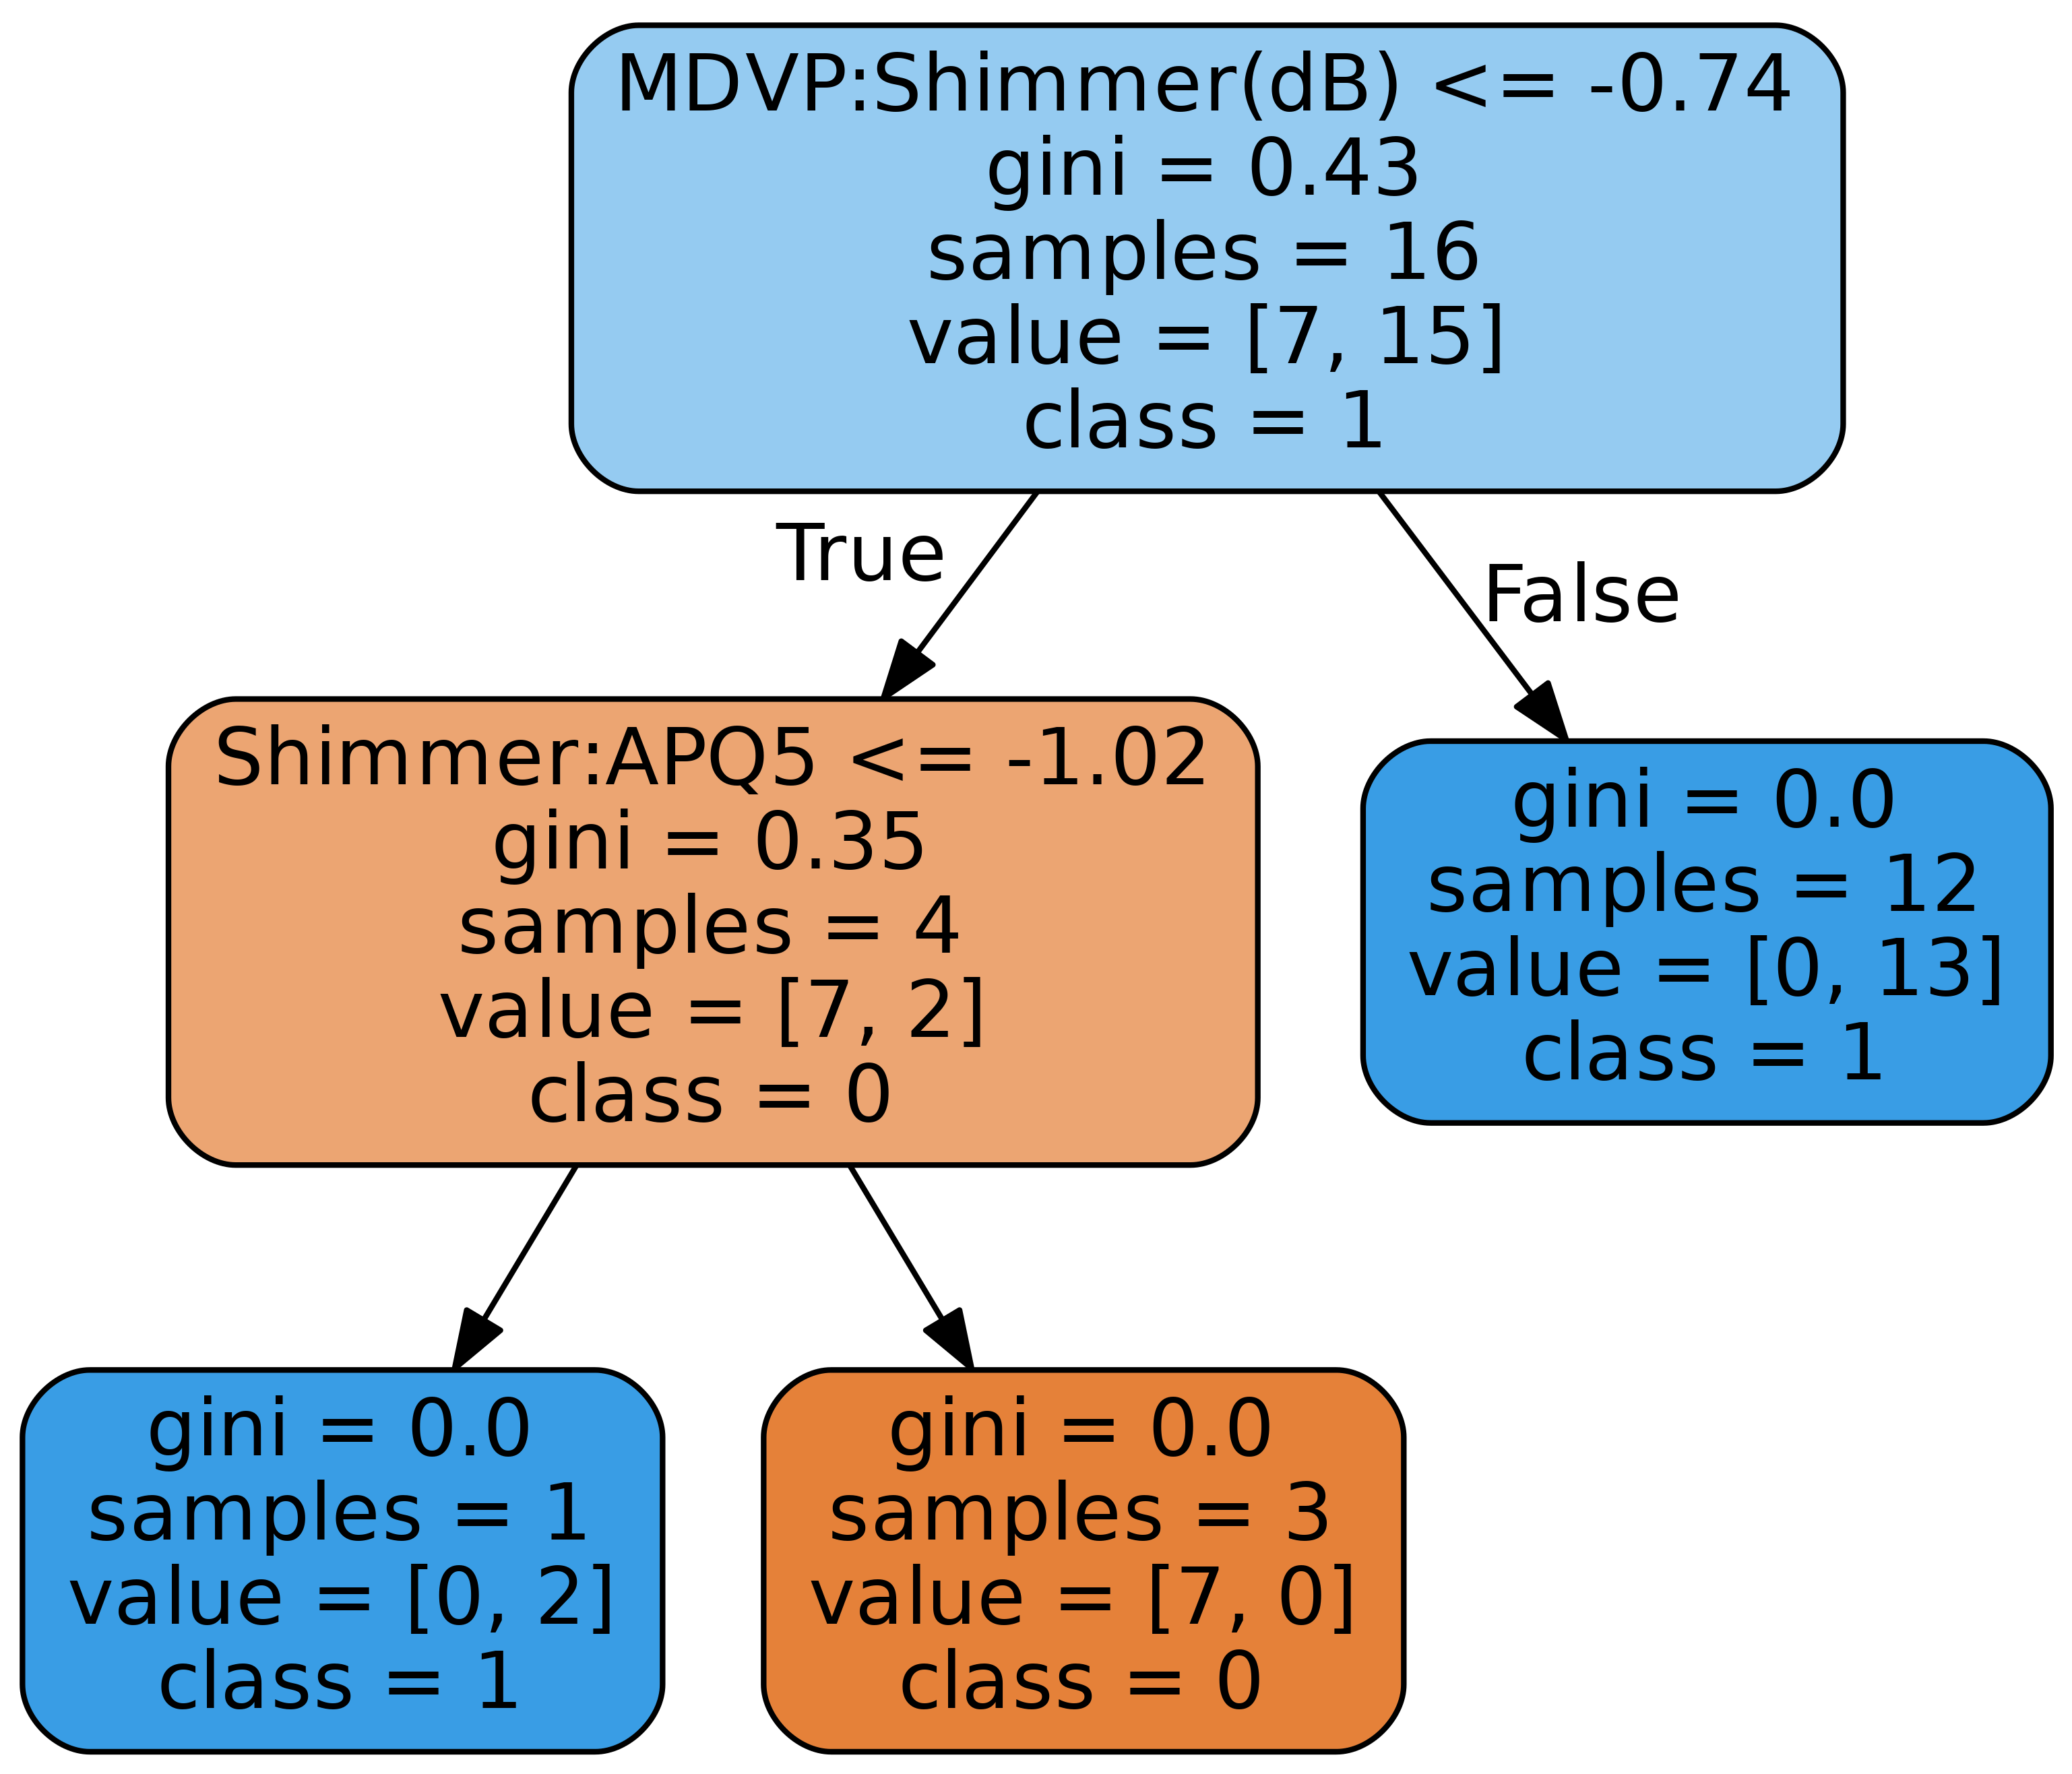 MDVP:Shimmer(dB) <= -0.74
gini = 0.43
samples = 16
value = [7, 15]
class = 1
True
False
Shimmer:APQ5 <= -1.02
gini = 0.35
samples = 4
value = [7, 2]
class = 0
gini = 0.0
samples = 12
value = [0, 13]
class = 1
gini = 0.0
samples = 1
value = [0, 2]
class = 1
gini = 0.0
samples = 3
value = [7, 0]
class = 0